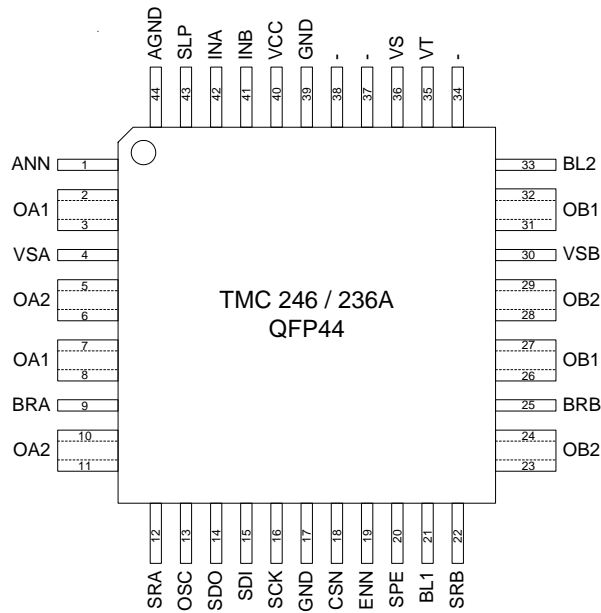 AGND SLP INA INB VCC GND - - VS VT -
44 43 42 41 40 39 38 37 36 35 34
ANN 1 33 BL2
2 32
OA1 OB1
3 31
VSA 4 30 VSB
5 29
OA2 OB2
6 28
TMC 246 / 236A
QFP44
7 27
OA1 OB1
8 26
BRA 9 25 BRB
10 24
OA2 OB2
11 23
12 13 14 15 16 17 18 19 20 21 22
SRA OSC SDO SDI SCK GND CSN ENN SPE BL1 SRB